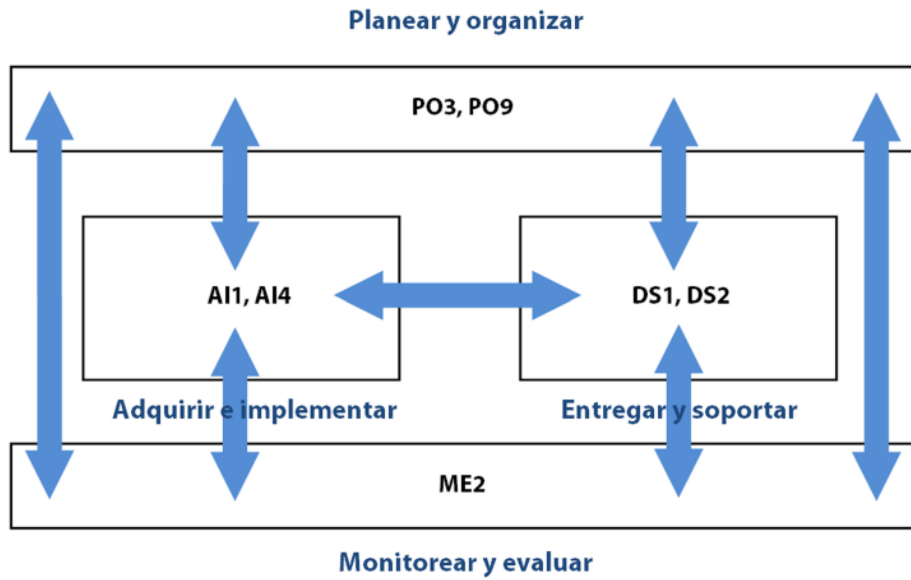 Planear y organizar
PO3, PO9
AI1, AI4
DS1, DS2
Adquirir e implementar
Entregar y soportar
ME2
Monitorear y evaluar